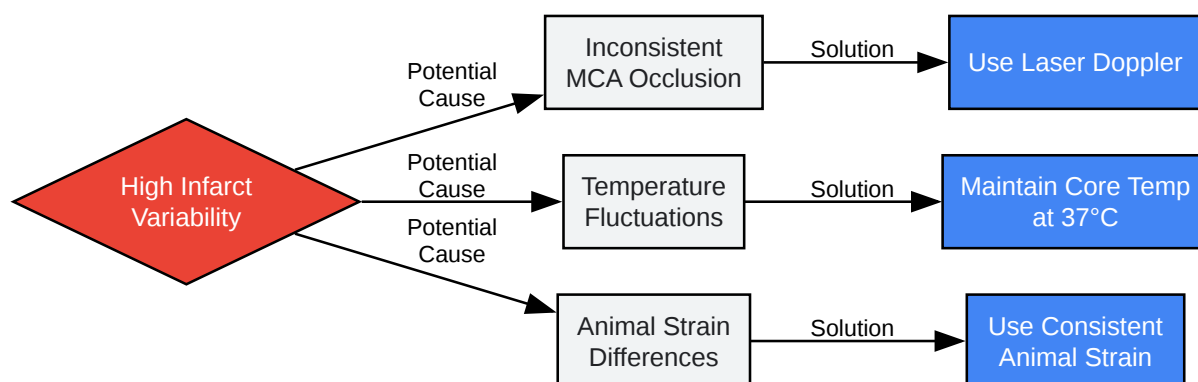 High Infarct
Variability
Potential
Cause
Inconsistent
MCA Occlusion
Solution
Use Laser Doppler
Potential
Cause
Temperature
Fluctuations
Solution
Maintain Core Temp
at 37°C
Potential
Cause
Animal Strain
Differences
Solution
Use Consistent
Animal Strain